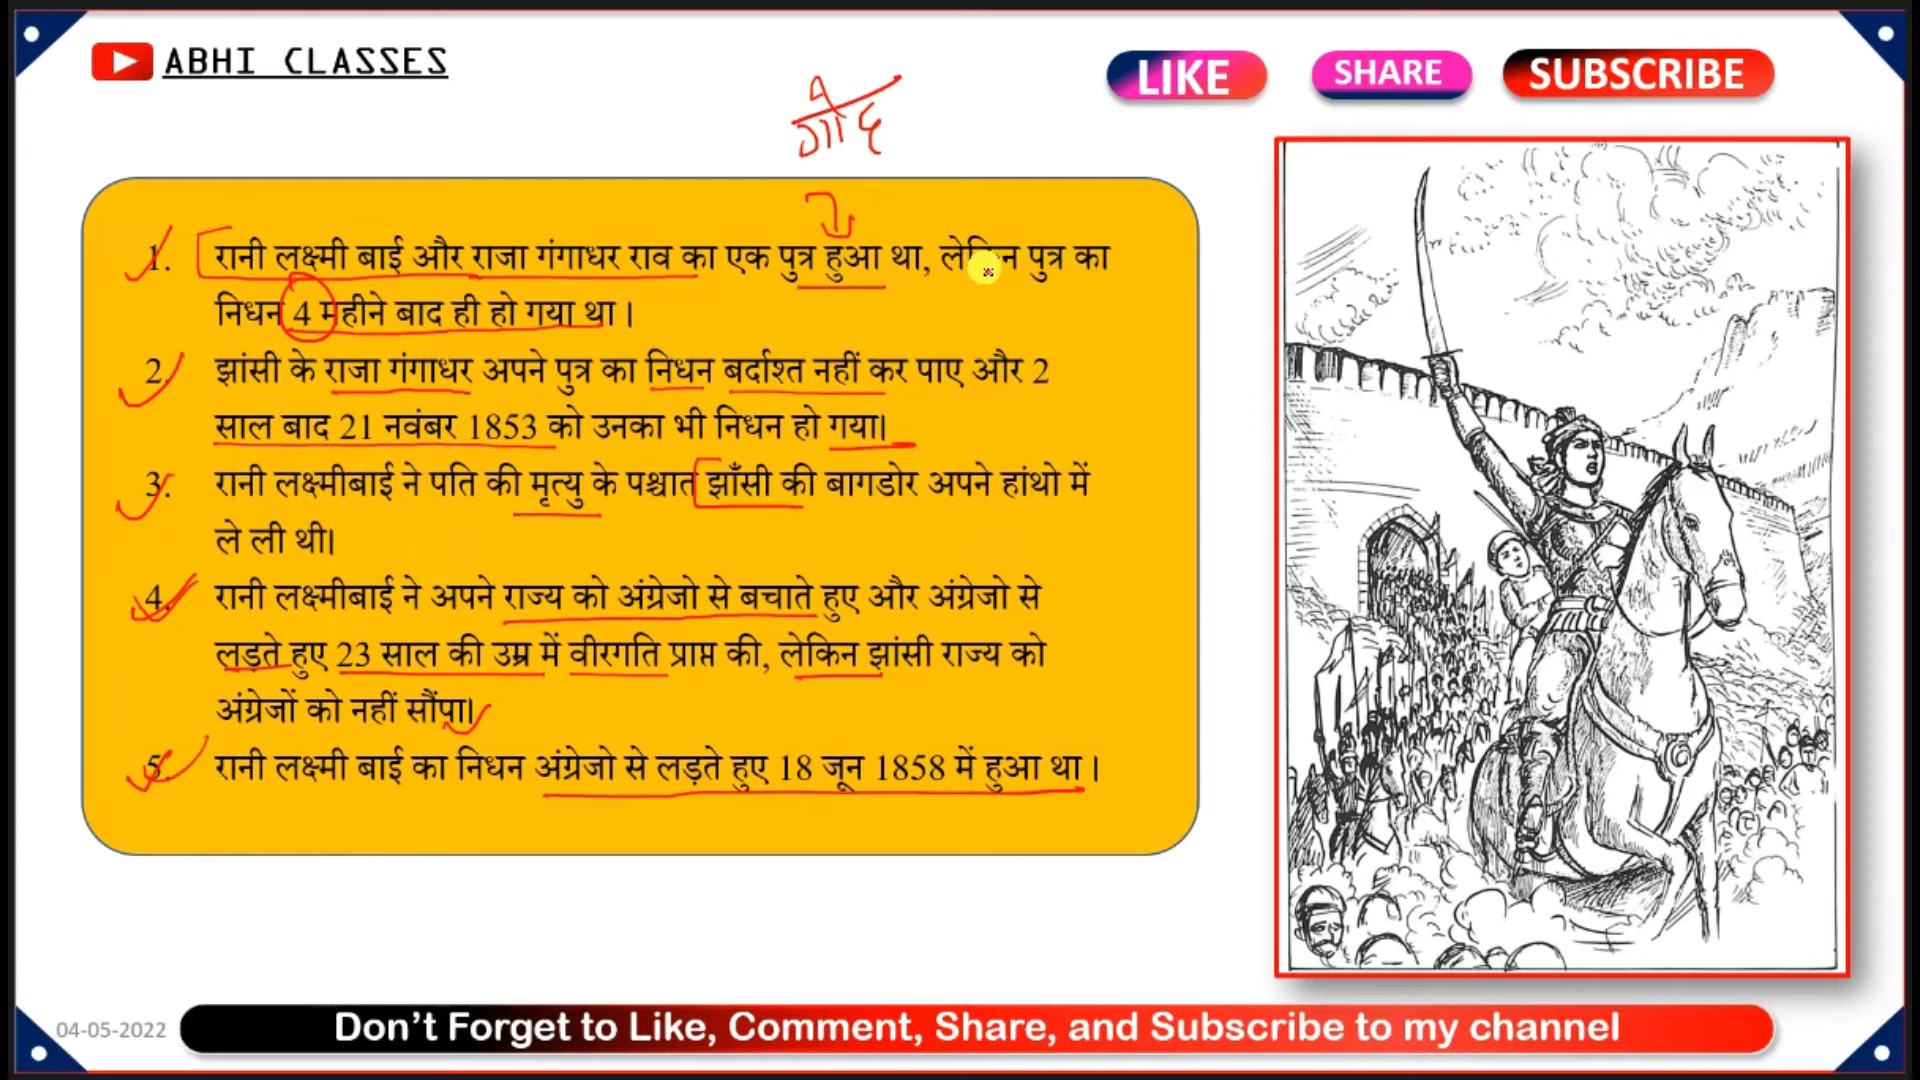 ABHI CLASSES
LIKE
SHARE
SUBSCRIBE
गोद
1. रानी लक्ष्मी बाई और राजा गंगाधर राव का एक पुत्र हुआ था, लेकिन पुत्र का
निधन 4 महीने बाद ही हो गया था।
2. झांसी के राजा गंगाधर अपने पुत्र का निधन बर्दाश्त नहीं कर पाए और 2
साल बाद 21 नवंबर 1853 को उनका भी निधन हो गया।
3. रानी लक्ष्मीबाई ने पति की मृत्यु के पश्चात झाँसी की बागडोर अपने हांथो में
ले ली थी।
4. रानी लक्ष्मीबाई ने अपने राज्य को अंग्रेजो से बचाते हुए और अंग्रेजो से
लड़ते हुए 23 साल की उम्र में वीरगति प्राप्त की, लेकिन झांसी राज्य को
अंग्रेजों को नहीं सौंपा।
5. रानी लक्ष्मी बाई का निधन अंग्रेजो से लड़ते हुए 18 जून 1858 में हुआ था।
04-05-2022
Don't Forget to Like, Comment, Share, and Subscribe to my channel